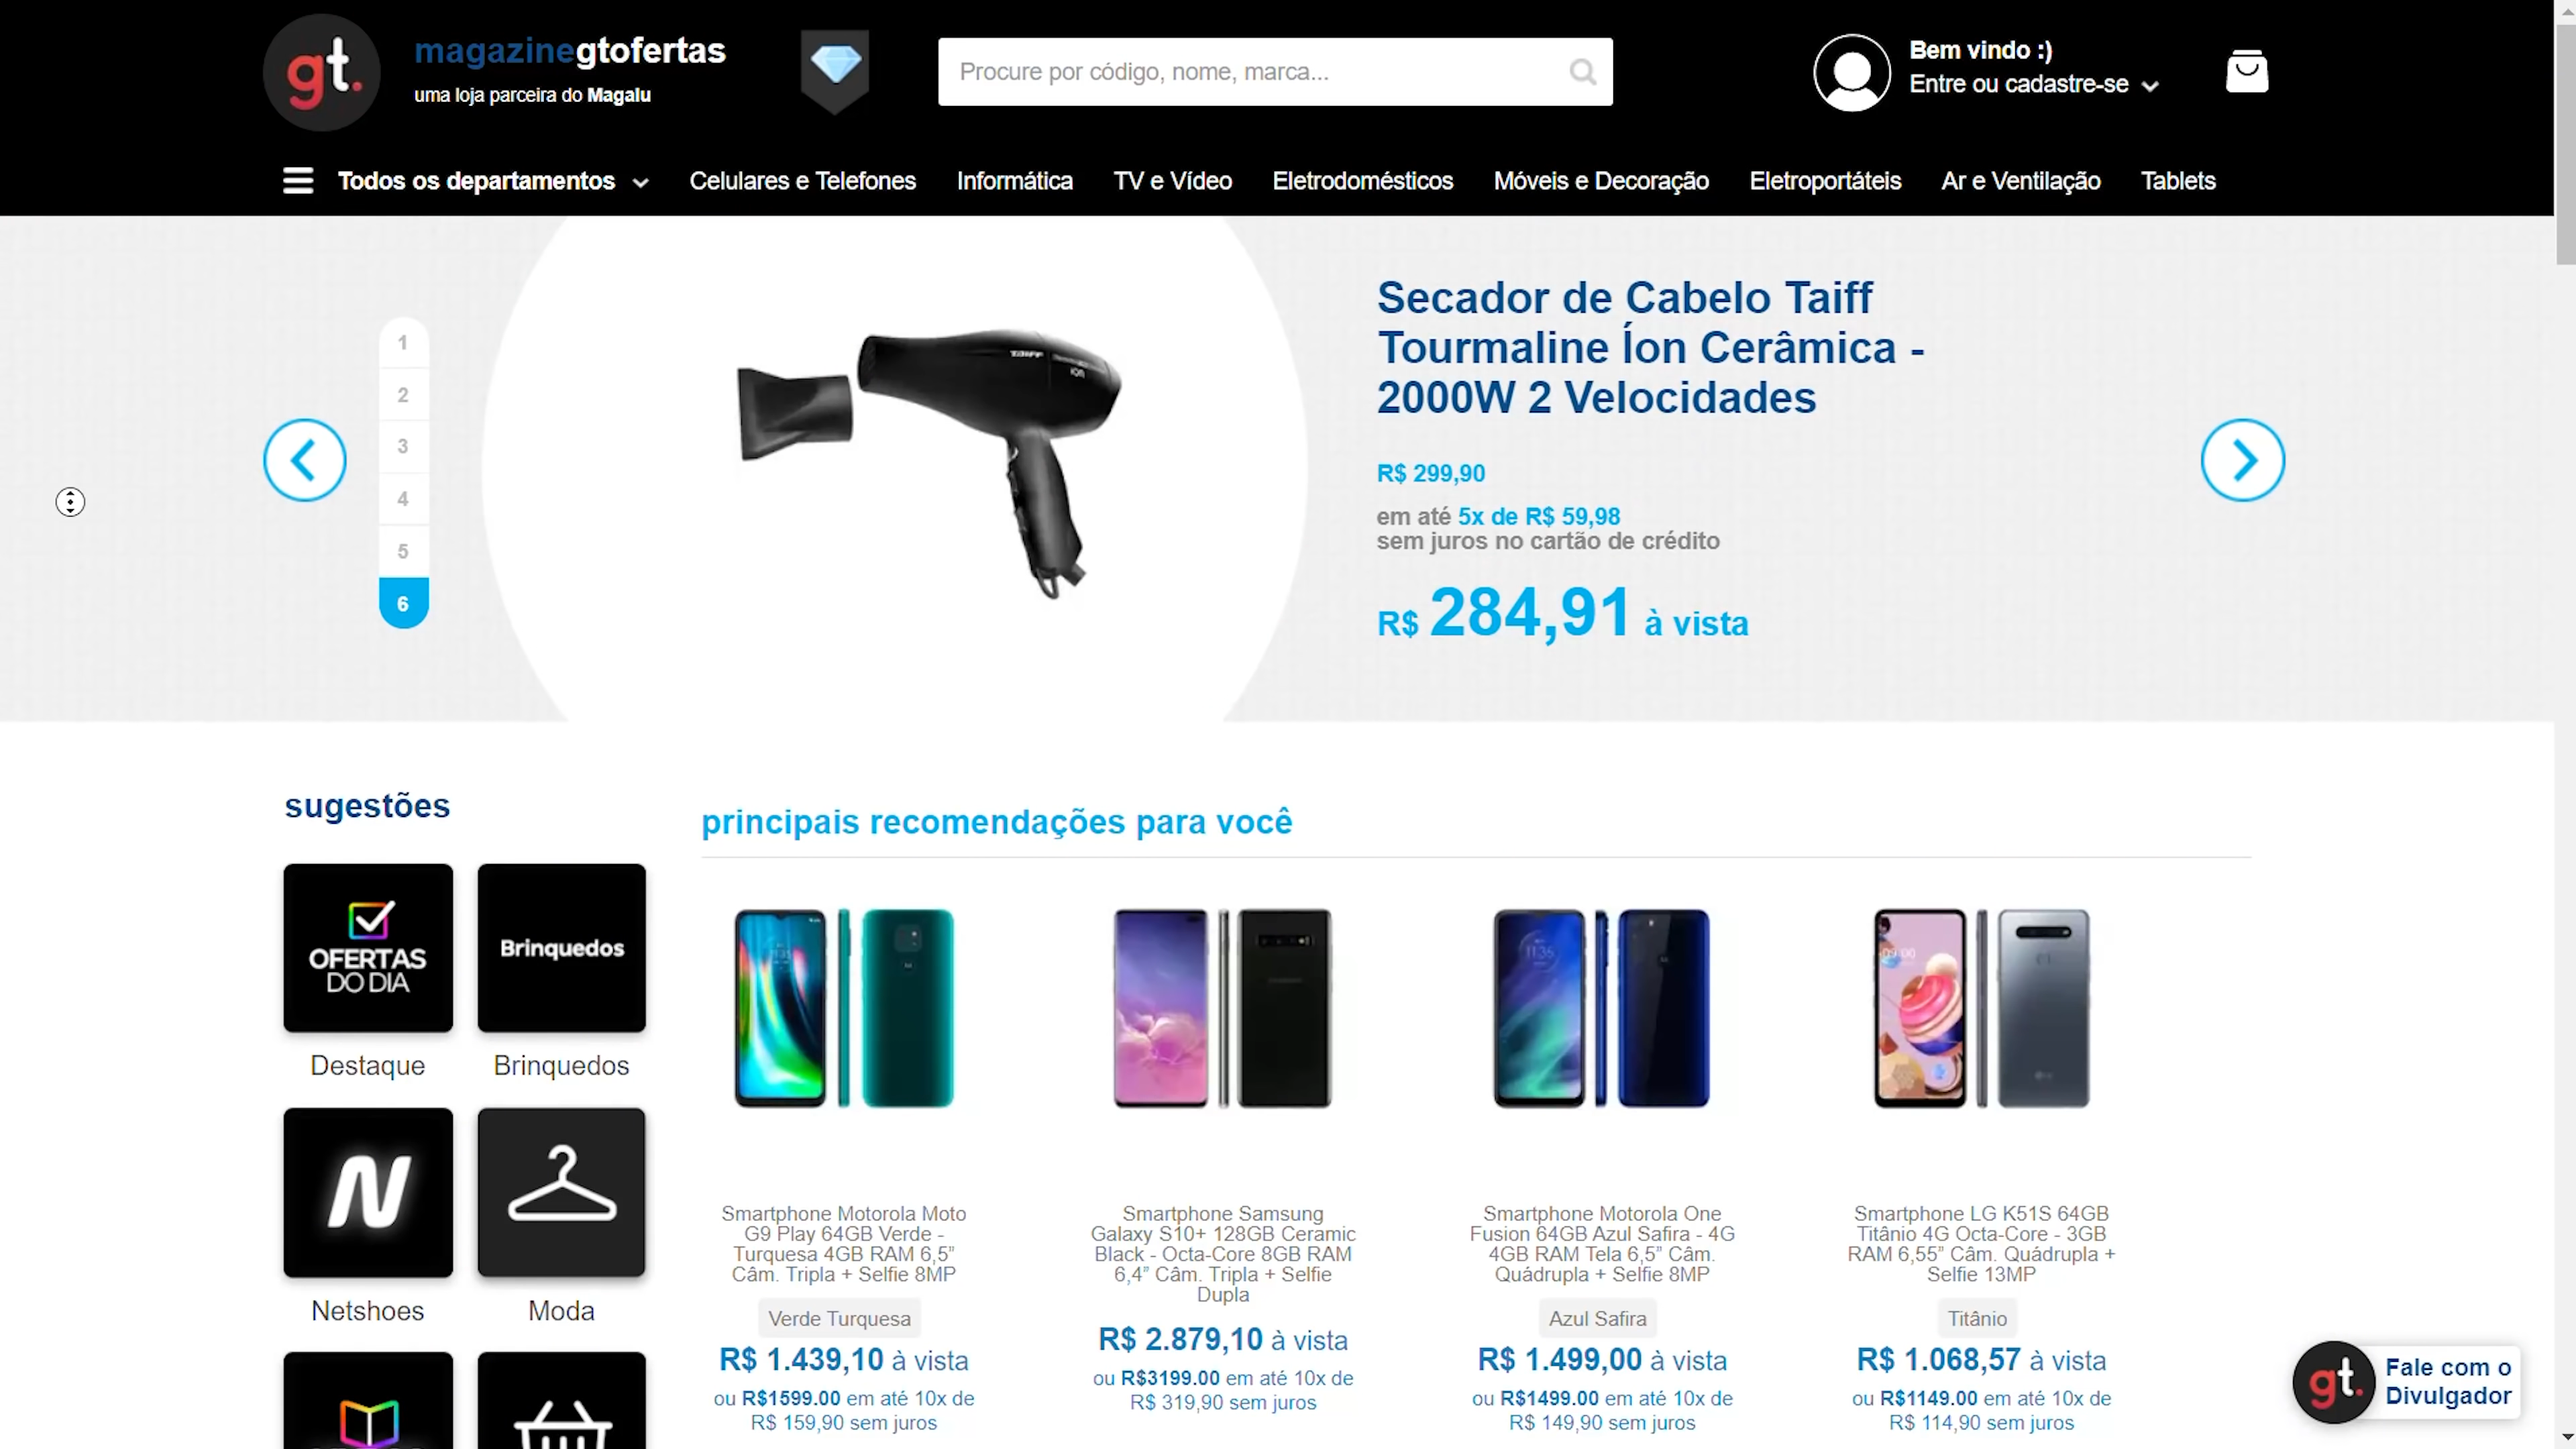 gt.
magazinegtofertas
uma loja parceira do Magalu
Procure por código, nome, marca...
Bem vindo :)
Entre ou cadastre-se
Todos os departamentos
Celulares e Telefones
Informática
TV e Vídeo
Eletrodomésticos
Móveis e Decoração
Eletroportáteis
Ar e Ventilação
Tablets
1
2
3
4
5
6
TAIFF
ION
Secador de Cabelo Taiff
Tourmaline Íon Cerâmica -
2000W 2 Velocidades
R$ 299,90
em até 5x de R$ 59,98
sem juros no cartão de crédito
R$ 284,91 à vista
sugestões
OFERTAS
DO DIA
Destaque
Brinquedos
Brinquedos
N
Netshoes
Moda
principais recomendações para você
Smartphone Motorola Moto
G9 Play 64GB Verde -
Turquesa 4GB RAM 6,5”
Câm. Tripla + Selfie 8MP
Verde Turquesa
R$ 1.439,10 à vista
ou R$1599.00 em até 10x de
R$ 159,90 sem juros
Smartphone Samsung
Galaxy S10+ 128GB Ceramic
Black - Octa-Core 8GB RAM
6,4” Câm. Tripla + Selfie
Dupla
R$ 2.879,10 à vista
ou R$3199.00 em até 10x de
R$ 319,90 sem juros
Smartphone Motorola One
Fusion 64GB Azul Safira - 4G
4GB RAM Tela 6,5” Câm.
Quádrupla + Selfie 8MP
Azul Safira
R$ 1.499,00 à vista
ou R$1499.00 em até 10x de
R$ 149,90 sem juros
Smartphone LG K51S 64GB
Titânio 4G Octa-Core - 3GB
RAM 6,55” Câm. Quádrupla +
Selfie 13MP
Titânio
R$ 1.068,57 à vista
ou R$1149.00 em até 10x de
R$ 114,90 sem juros
gt.
Fale com o
Divulgador